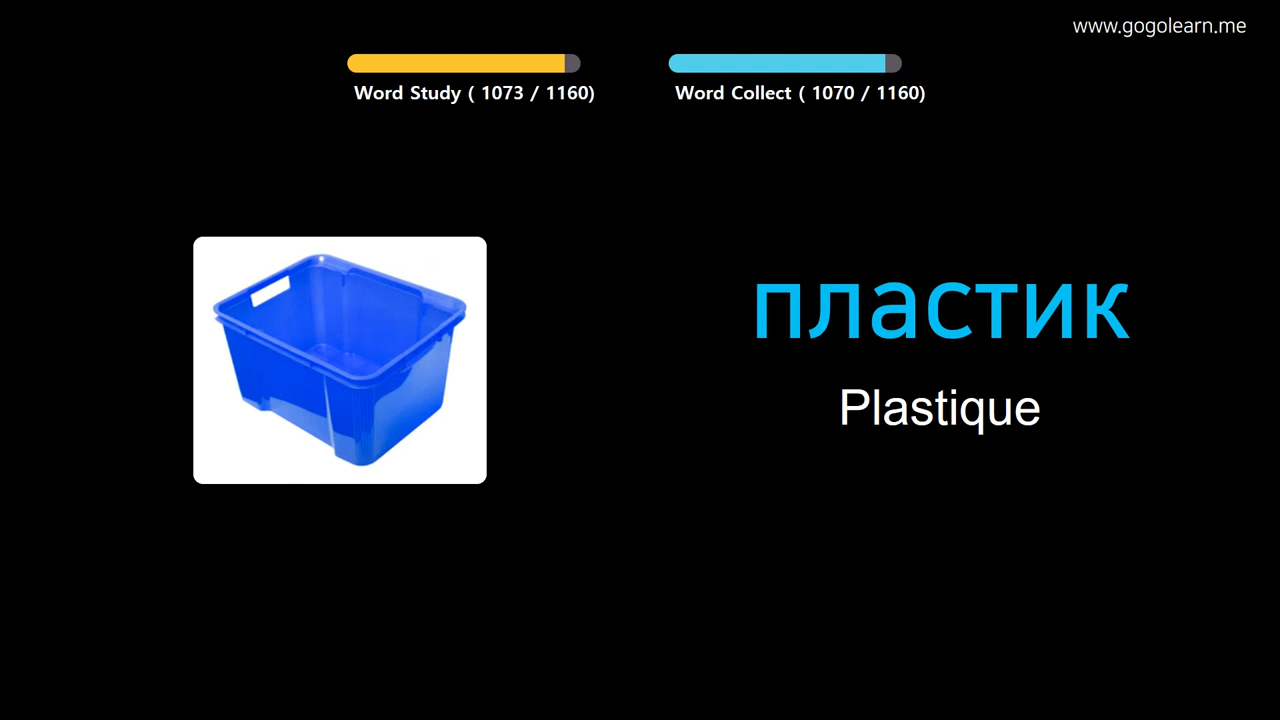 www.gogolearn.me
Word Study ( 1073 / 1160)
Word Collect ( 1070 / 1160)
пластик
Plastique